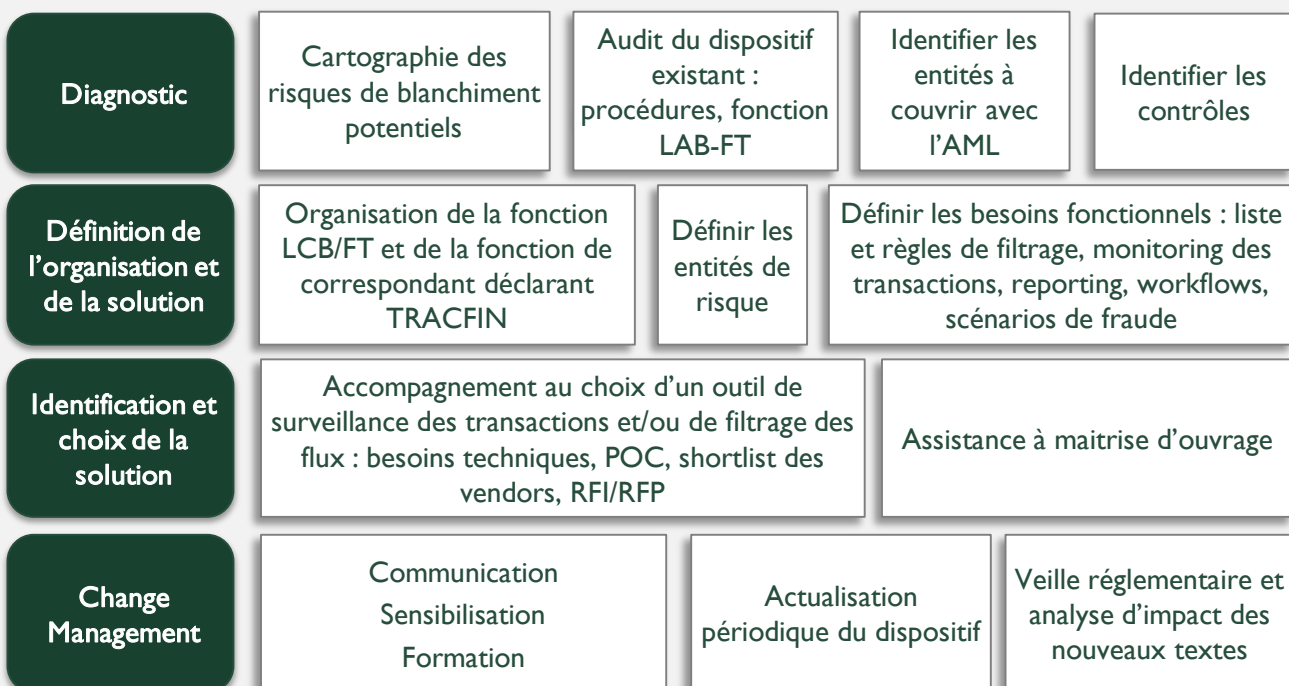 Diagnostic
Cartographie des
risques de blanchiment
potentiels
Audit du dispositif
existant :
procédures, fonction
LAB-FT
Identifier les
entités à
couvrir avec
l’AML
Identifier les
contrôles
Définition de
l’organisation et
de la solution
Organisation de la fonction
LCB/FT et de la fonction de
correspondant déclarant
TRACFIN
Définir les
entités de
risque
Définir les besoins fonctionnels : liste
et règles de filtrage, monitoring des
transactions, reporting, workflows,
scénarios de fraude
Identification et
choix de la
solution
Accompagnement au choix d’un outil de
surveillance des transactions et/ou de filtrage des
flux : besoins techniques, POC, shortlist des
vendors, RFI/RFP
Assistance à maitrise d’ouvrage
Change
Management
Communication
Sensibilisation
Formation
Actualisation
périodique du dispositif
Veille réglementaire et
analyse d’impact des
nouveaux textes